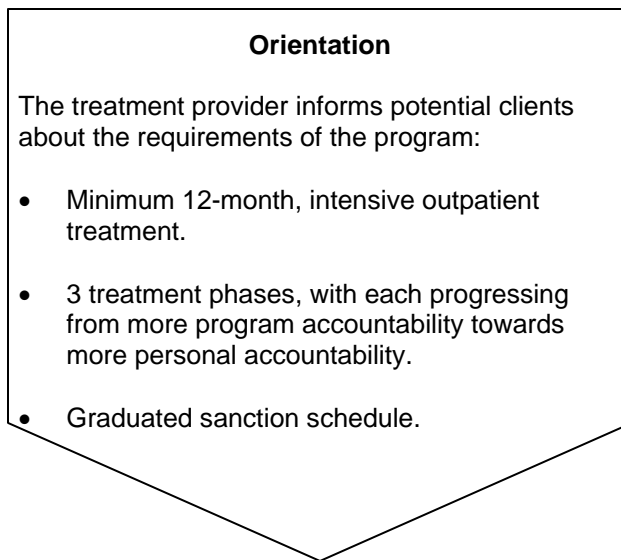 Orientation
The treatment provider informs potential clients
about the requirements of the program:
• Minimum 12-month, intensive outpatient
treatment.
• 3 treatment phases, with each progressing
from more program accountability towards
more personal accountability.
• Graduated sanction schedule.